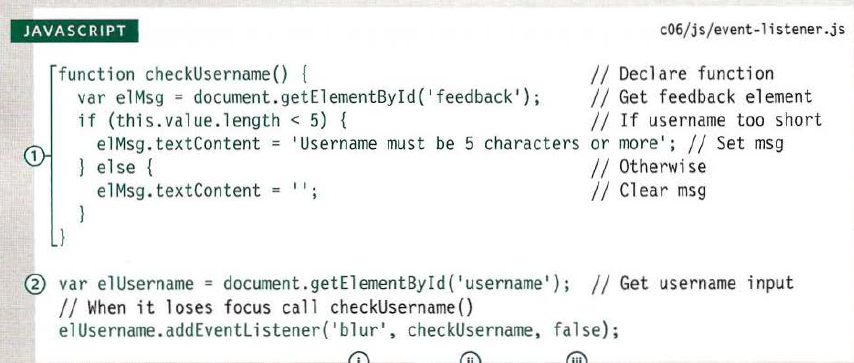 JAVASCRIPT
c06/js/event-listener.js
function checkUsername() { // Declare function
var elMsg = document.getElementById('feedback'); // Get feedback element
if (this.value.length < 5) { // If username too short
elMsg.textContent = 'Username must be 5 characters or more'; // Set msg
} else { // Otherwise
elMsg.textContent = ''; // Clear msg
}
}
1
2 var elUsername = document.getElementById('username'); // Get username input
// When it loses focus call checkUsername()
elUsername.addEventListener('blur', checkUsername, false);
i ii iii